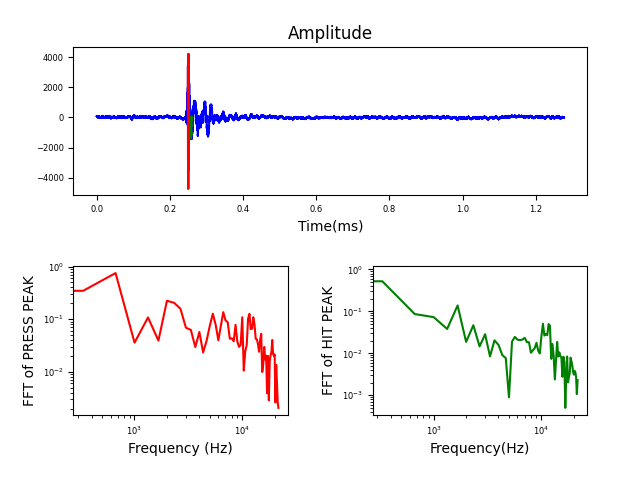 Amplitude
4000
2000
0
−2000
−4000
0.0 0.2 0.4 0.6 0.8 1.0 1.2
Time(ms)
FFT of PRESS PEAK
10⁰
10⁻¹
10⁻²
10³ 10⁴
Frequency (Hz)
FFT of HIT PEAK
10⁰
10⁻¹
10⁻²
10⁻³
10³ 10⁴
Frequency(Hz)